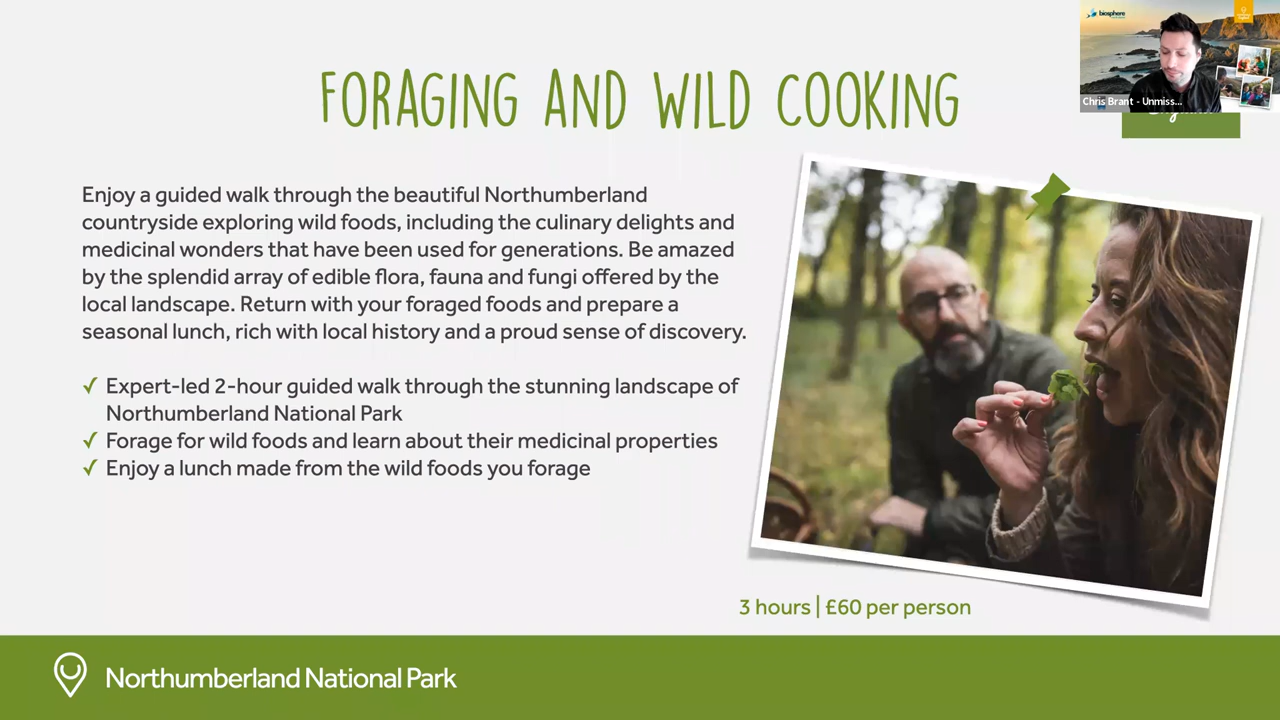 FORAGING AND WILD COOKING
biosphere
Chris Brant - Unmiss...
Enjoy a guided walk through the beautiful Northumberland
countryside exploring wild foods, including the culinary delights and
medicinal wonders that have been used for generations. Be amazed
by the splendid array of edible flora, fauna and fungi offered by the
local landscape. Return with your foraged foods and prepare a
seasonal lunch, rich with local history and a proud sense of discovery.
✓ Expert-led 2-hour guided walk through the stunning landscape of
Northumberland National Park
✓ Forage for wild foods and learn about their medicinal properties
✓ Enjoy a lunch made from the wild foods you forage
3 hours | £60 per person
Northumberland National Park